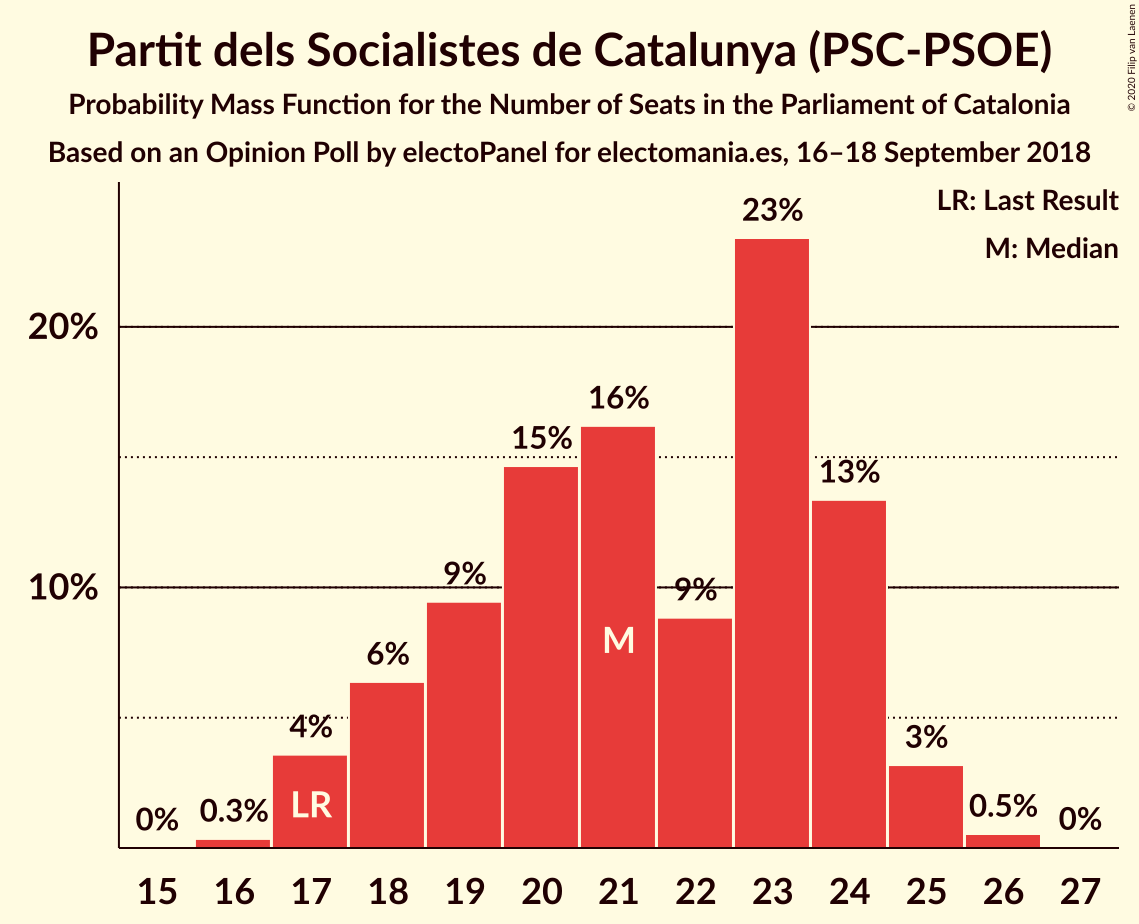 Partit dels Socialistes de Catalunya (PSC-PSOE)
Probability Mass Function for the Number of Seats in the Parliament of Catalonia
Based on an Opinion Poll by electoPanel for electomania.es, 16–18 September 2018
© 2020 Filip van Laenen
LR: Last Result
M: Median
20%
10%
0%
0.3%
4%
6%
9%
15%
16%
9%
23%
13%
3%
0.5%
0%
LR
M
15 16 17 18 19 20 21 22 23 24 25 26 27